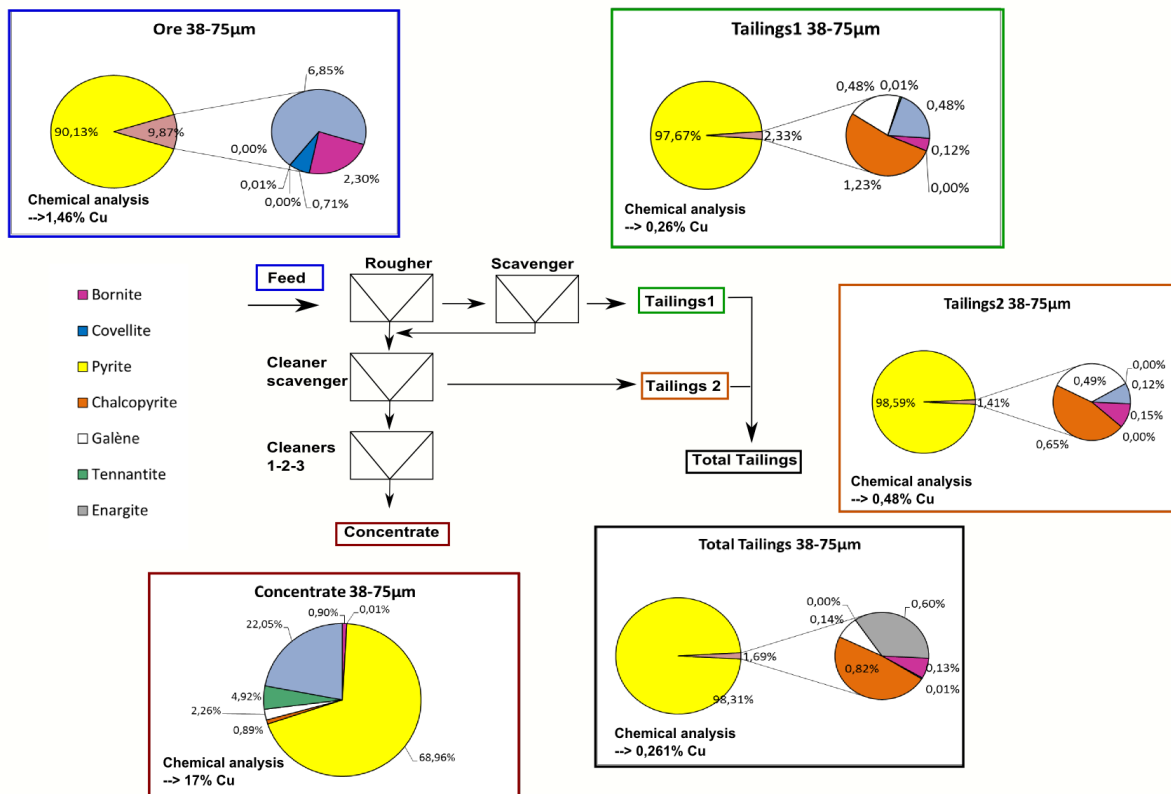 Ore 38-75µm
6,85%
90,13%
9,87%
0,00%
0,01%
0,00%
0,71%
2,30%
Chemical analysis
-->1,46% Cu
Tailings1 38-75µm
0,48%
0,01%
0,48%
97,67%
2,33%
0,12%
1,23%
0,00%
Chemical analysis
--> 0,26% Cu
Feed
Rougher
Scavenger
Tailings1
Cleaner
scavenger
Tailings 2
Cleaners
1-2-3
Total Tailings
Concentrate
Bornite
Covellite
Pyrite
Chalcopyrite
Galène
Tennantite
Enargite
Tailings2 38-75µm
0,49%
0,00%
0,12%
98,59%
1,41%
0,15%
0,65%
0,00%
Chemical analysis
--> 0,48% Cu
Concentrate 38-75µm
0,90%
0,01%
22,05%
4,92%
2,26%
0,89%
68,96%
Chemical analysis
--> 17% Cu
Total Tailings 38-75µm
0,00%
0,60%
0,14%
1,69%
0,82%
0,13%
0,01%
98,31%
Chemical analysis
--> 0,261% Cu